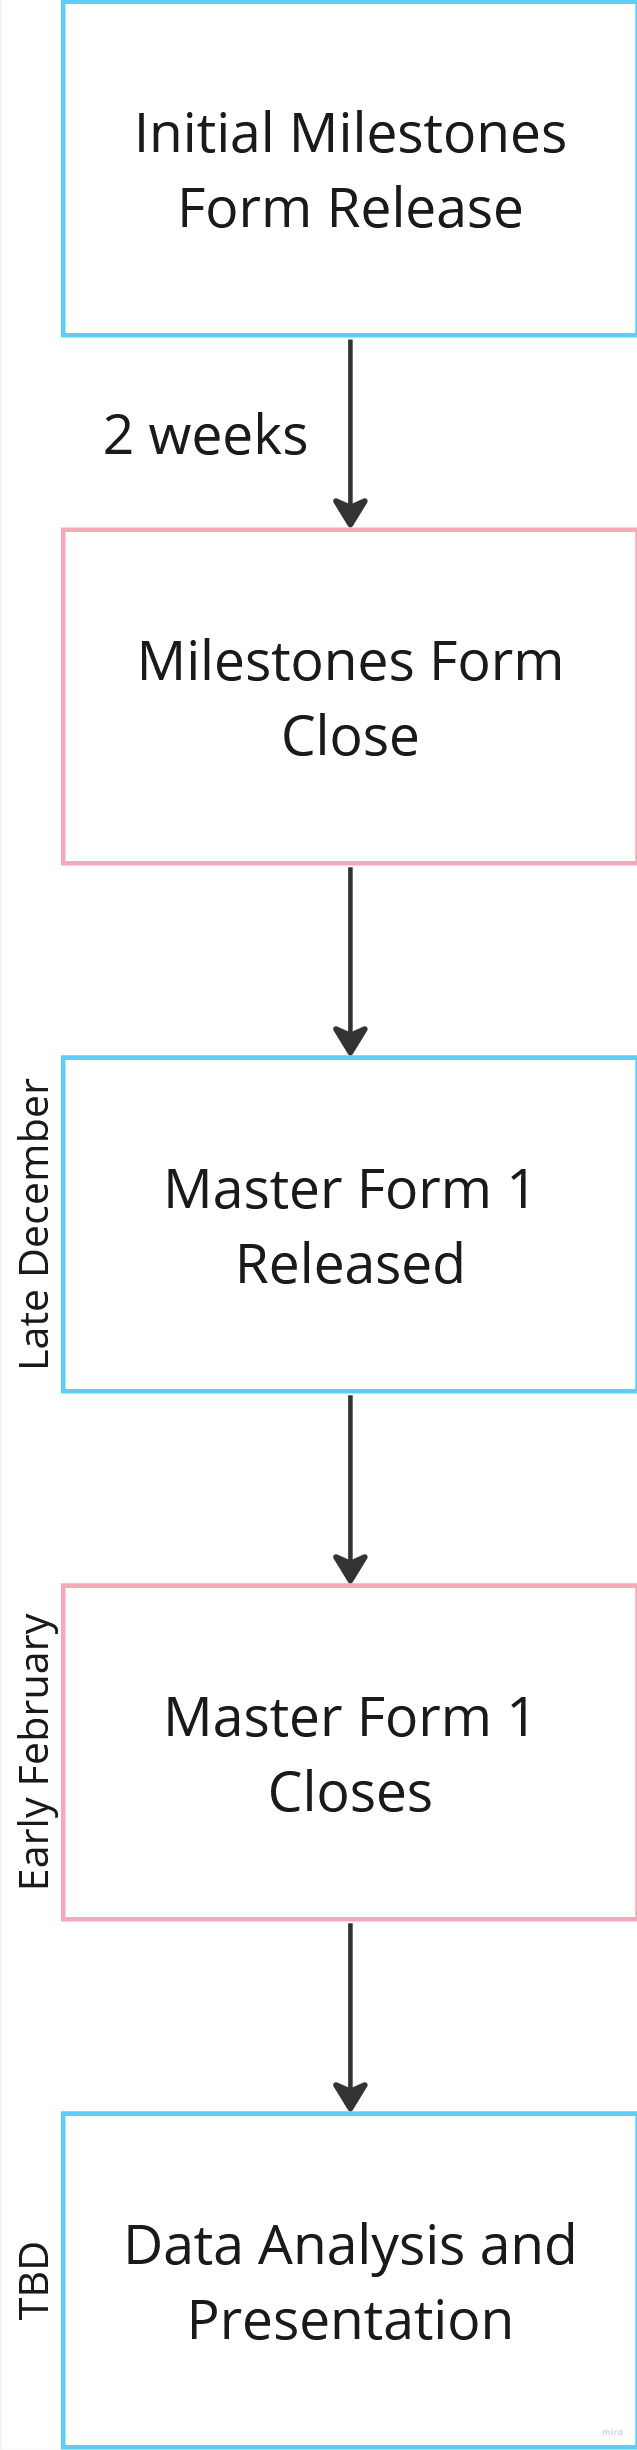 Initial Milestones
Form Release
2 weeks
Milestones Form
Close
Late December
Master Form 1
Released
Early February
Master Form 1
Closes
TBD
Data Analysis and
Presentation
miro